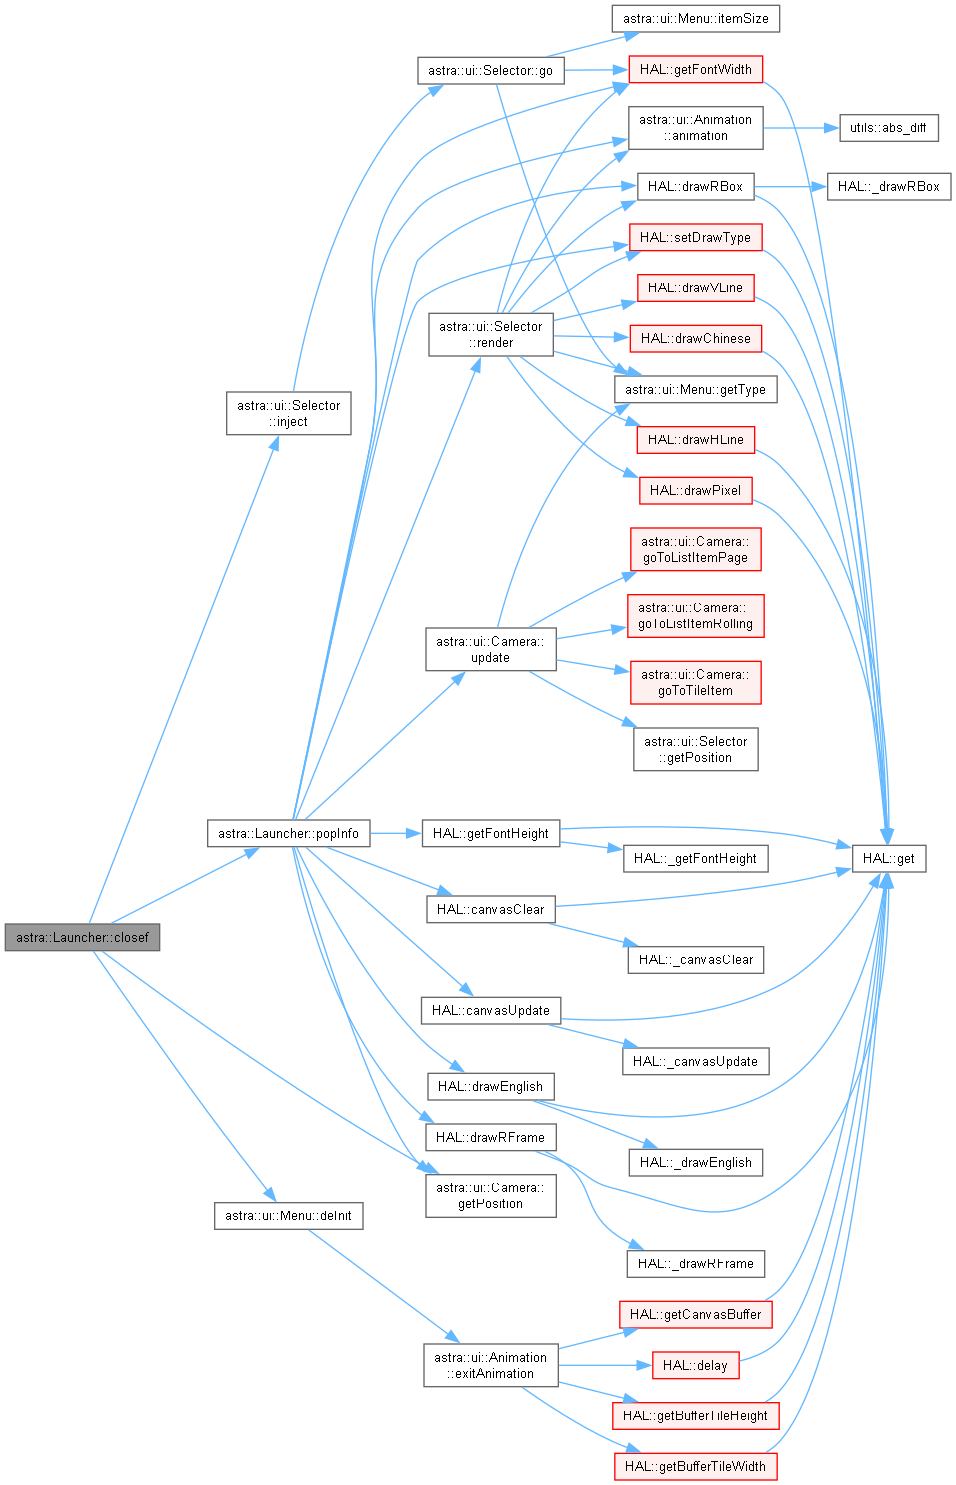 astra::ui::Menu::itemSize
astra::ui::Selector::go
HAL::getFontWidth
astra::ui::Animation
::animation
utils::abs_diff
HAL::drawRBox
HAL::_drawRBox
HAL::setDrawType
HAL::drawVLine
astra::ui::Selector
::render
HAL::drawChinese
astra::ui::Menu::getType
astra::ui::Selector
::inject
HAL::drawHLine
HAL::drawPixel
astra::ui::Camera::
goToListItemPage
astra::ui::Camera::
goToListItemRolling
astra::ui::Camera::
update
astra::ui::Camera::
goToTileItem
astra::ui::Selector
::getPosition
astra::Launcher::popInfo
HAL::getFontHeight
HAL::_getFontHeight
HAL::get
HAL::canvasClear
astra::Launcher::closef
HAL::_canvasClear
HAL::canvasUpdate
HAL::_canvasUpdate
HAL::drawEnglish
HAL::drawRFrame
HAL::_drawEnglish
astra::ui::Camera::
getPosition
astra::ui::Menu::deInit
HAL::_drawRFrame
HAL::getCanvasBuffer
astra::ui::Animation
::exitAnimation
HAL::delay
HAL::getBufferTileHeight
HAL::getBufferTileWidth